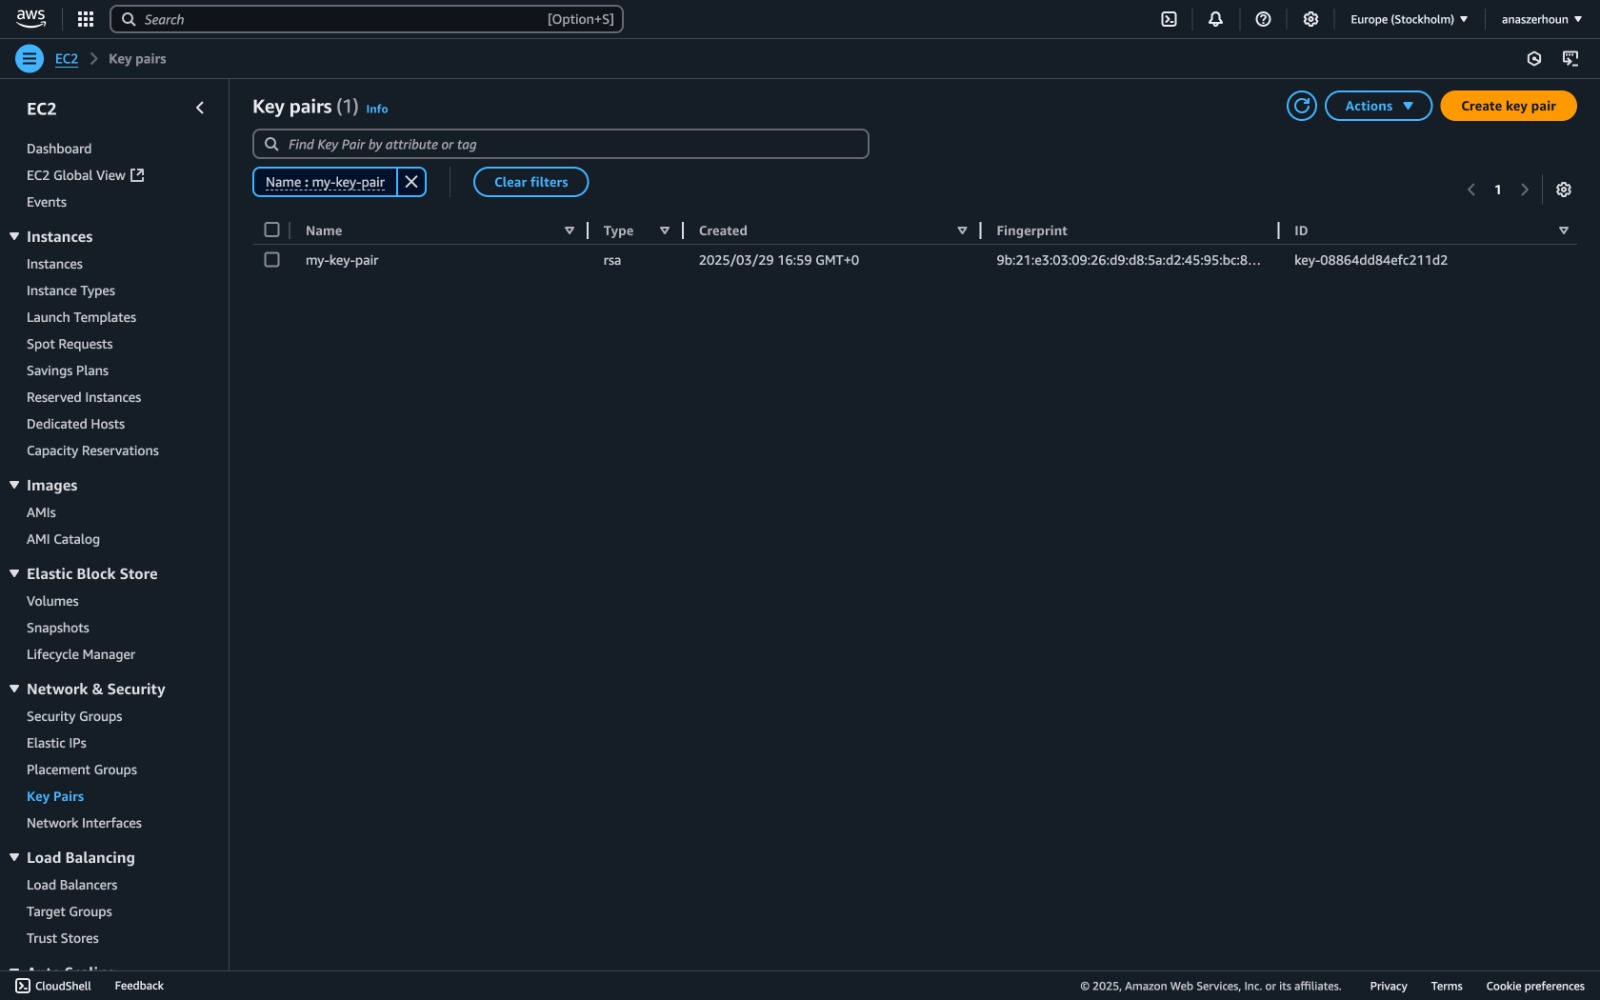 aws
Search [Option+S]
Europe (Stockholm)
anaszerhoun
EC2 Key pairs
EC2
Dashboard
EC2 Global View
Events
Instances
Instances
Instance Types
Launch Templates
Spot Requests
Savings Plans
Reserved Instances
Dedicated Hosts
Capacity Reservations
Images
AMIs
AMI Catalog
Elastic Block Store
Volumes
Snapshots
Lifecycle Manager
Network & Security
Security Groups
Elastic IPs
Placement Groups
Key Pairs
Network Interfaces
Load Balancing
Load Balancers
Target Groups
Trust Stores
Key pairs (1) Info
Actions
Create key pair
Find Key Pair by attribute or tag
Name : my-key-pair
Clear filters
1
Name Type Created Fingerprint ID
my-key-pair rsa 2025/03/29 16:59 GMT+0 9b:21:e3:03:09:26:d9:d8:5a:d2:45:95:bc:8... key-08864dd84efc211d2
CloudShell Feedback
© 2025, Amazon Web Services, Inc. or its affiliates. Privacy Terms Cookie preferences